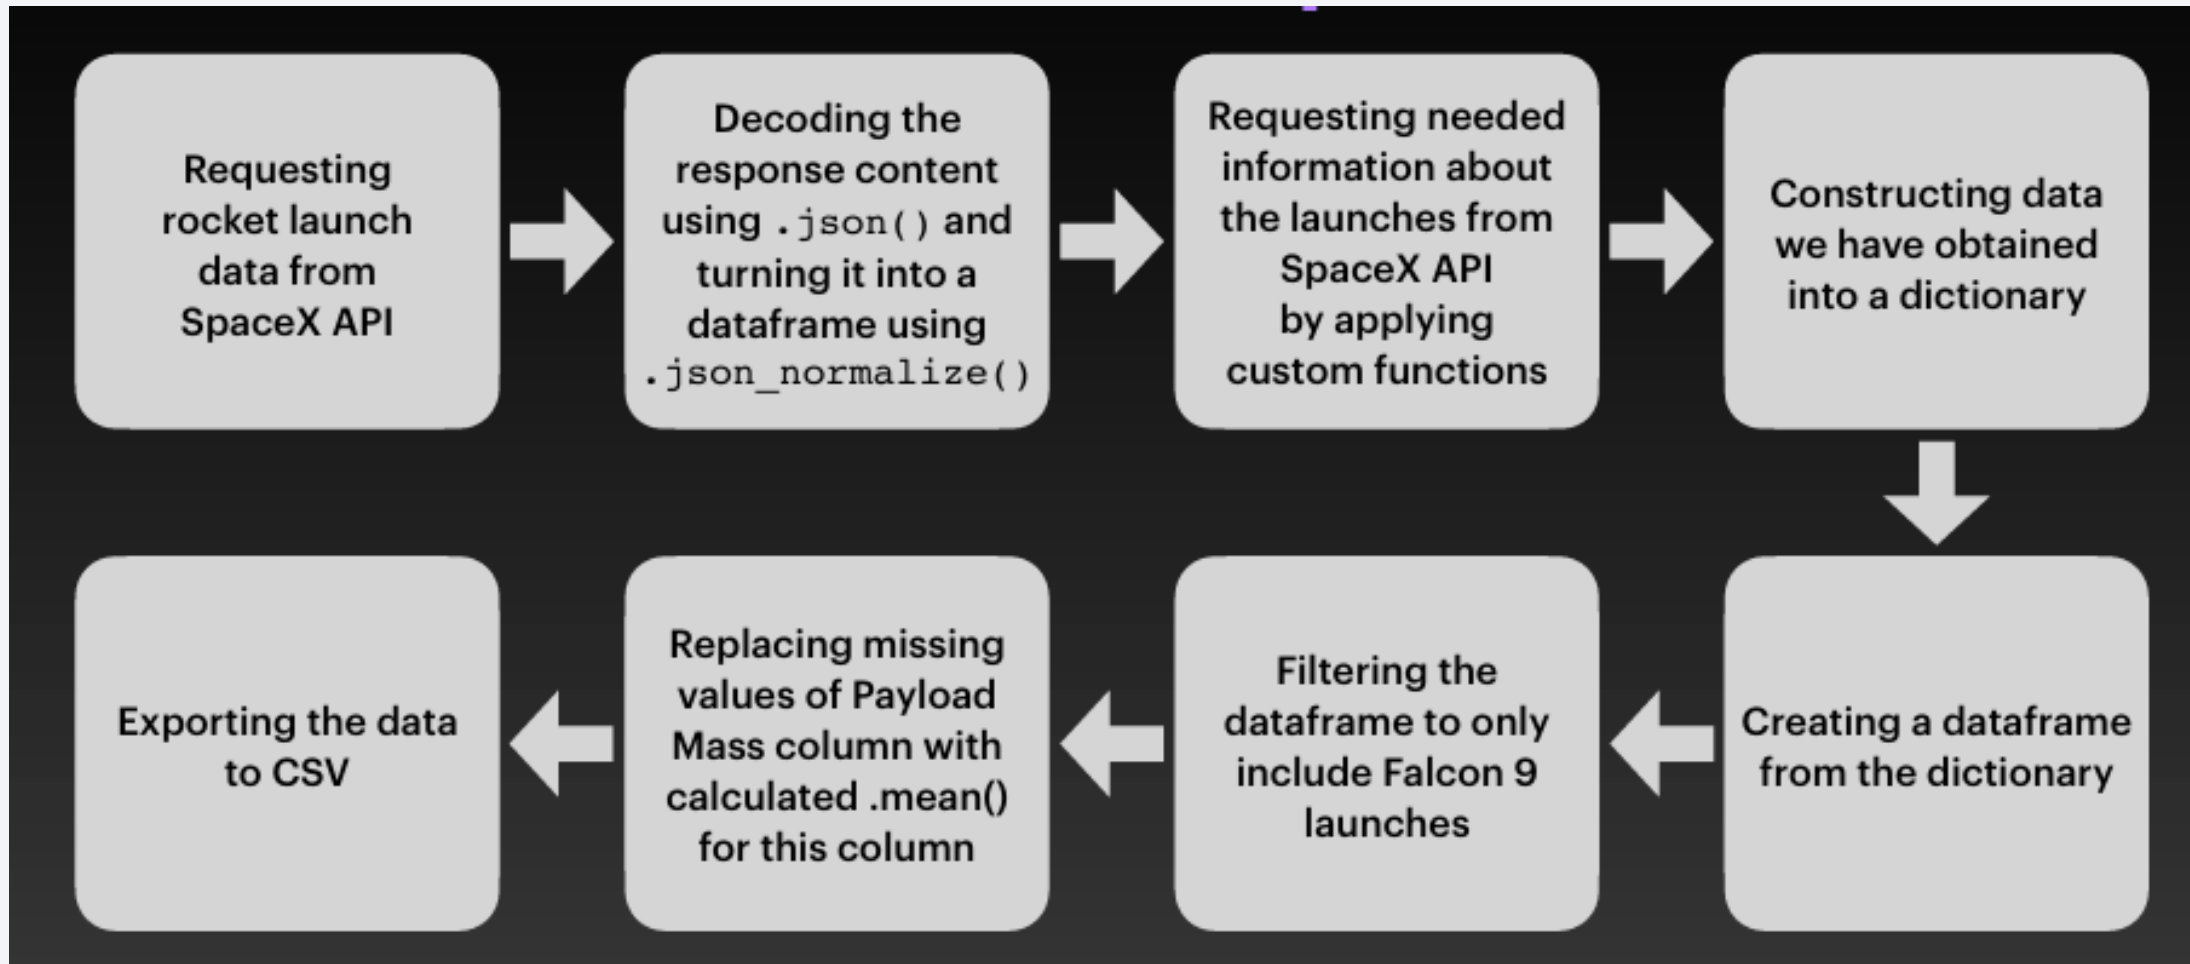 Requesting
rocket launch
data from
SpaceX API
Decoding the
response content
using .json() and
turning it into a
dataframe using
.json_normalize()
Requesting needed
information about
the launches from
SpaceX API
by applying
custom functions
Constructing data
we have obtained
into a dictionary
Creating a dataframe
from the dictionary
Filtering the
dataframe to only
include Falcon 9
launches
Replacing missing
values of Payload
Mass column with
calculated .mean()
for this column
Exporting the data
to CSV